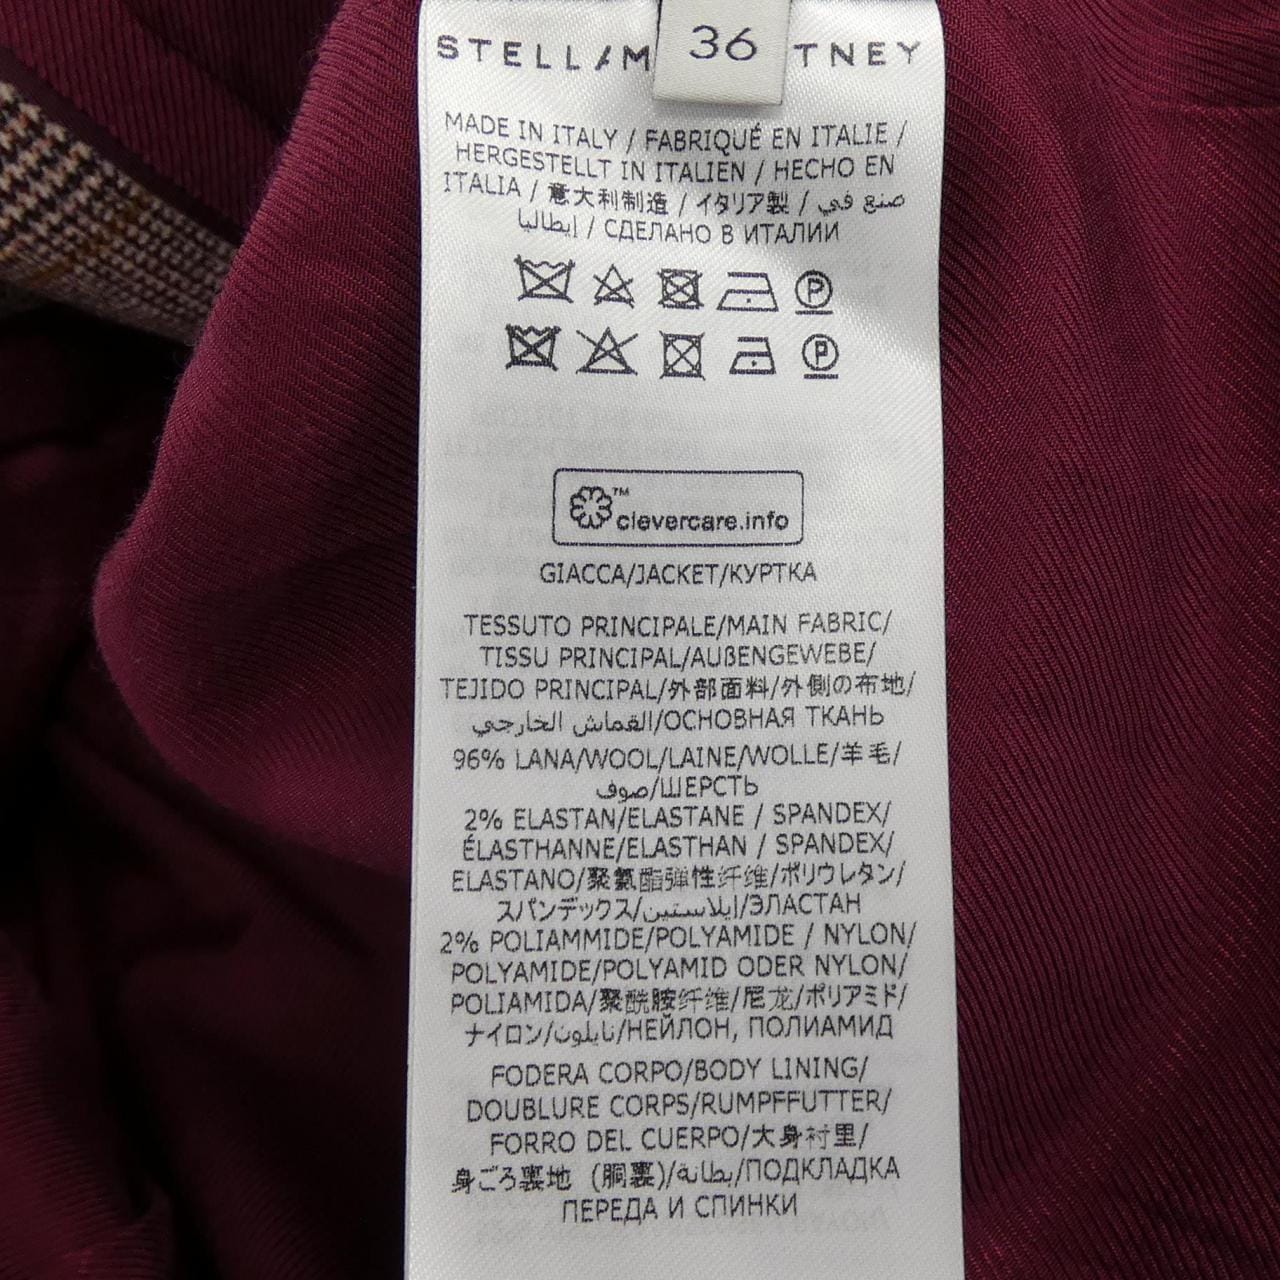 36
STELLA M TNEY
MADE IN ITALY / FABRIQUÉ EN ITALIE /
HERGESTELLT IN ITALIEN / HECHO EN
ITALIA / 意大利制造 / イタリア製 / صنع في
إيطاليا / СДЕЛАНО В ИТАЛИИ
P
P
™
clevercare.info
GIACCA/JACKET/КУРТКА
TESSUTO PRINCIPALE/MAIN FABRIC/
TISSU PRINCIPAL/AUßENGEWEBE/
TEJIDO PRINCIPAL/外部面料/外側の布地/
القماش الخارجي/ОСНОВНАЯ ТКАНЬ
96% LANA/WOOL/LAINE/WOLLE/羊毛/
صوف/ШЕРСТЬ
2% ELASTAN/ELASTANE / SPANDEX/
ÉLASTHANNE/ELASTHAN / SPANDEX/
ELASTANO/聚氨酯弹性纤维/ポリウレタン/
スパンデックス/إيلاستين/ЭЛАСТАН
2% POLIAMMIDE/POLYAMIDE / NYLON/
POLYAMIDE/POLYAMID ODER NYLON/
POLIAMIDA/聚酰胺纤维/尼龙/ポリアミド/
ナイロン/نايلون/НЕЙЛОН, ПОЛИАМИД
FODERA CORPO/BODY LINING/
DOUBLURE CORPS/RUMPFFUTTER/
FORRO DEL CUERPO/大身衬里/
身ごろ裏地 (胴裏)/بطانة/ПОДКЛАДКА
ПЕРЕДА И СПИНКИ